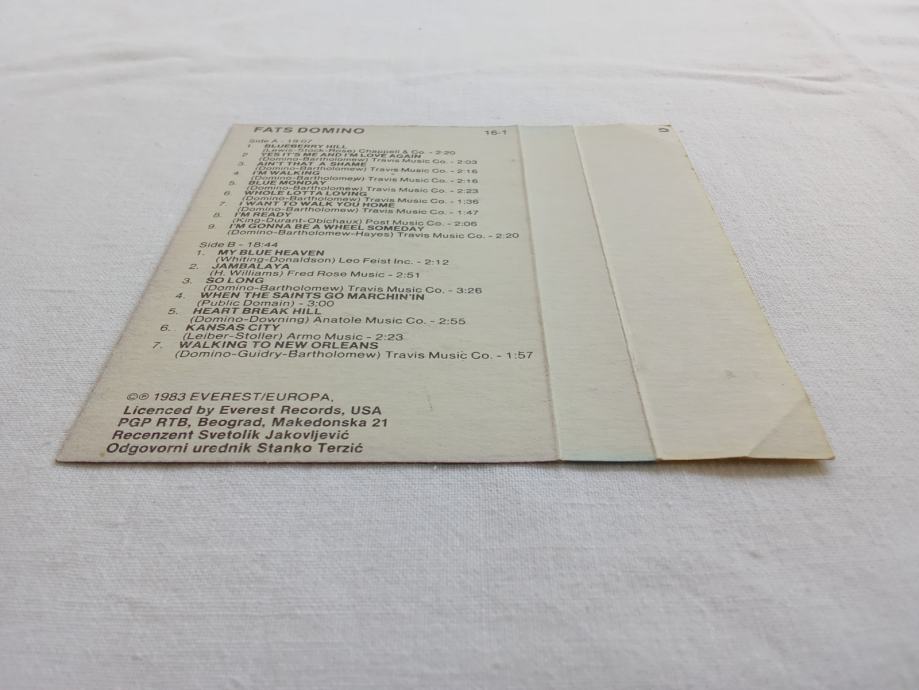 FATS DOMINO 16-1
Side A - 19:07
1. BLUEBERRY HILL
(Lewis-Stock-Rose) Chappell & Co. - 2:20
2. YES IT'S ME AND I'M LOVE AGAIN
(Domino-Bartholomew) Travis Music Co. - 2:03
3. AIN'T THAT A SHAME
(Domino-Bartholomew) Travis Music Co. - 2:16
4. I'M WALKING
(Domino-Bartholomew) Travis Music Co. - 2:16
5. BLUE MONDAY
(Domino-Bartholomew) Travis Music Co. - 2:23
6. WHOLE LOTTA LOVING
(Domino-Bartholomew) Travis Music Co. - 1:36
7. I WANT TO WALK YOU HOME
(Domino-Bartholomew) Travis Music Co. - 1:47
8. I'M READY
(King-Durant-Obichaux) Post Music Co. - 2:06
9. I'M GONNA BE A WHEEL SOMEDAY
(Domino-Bartholomew-Hayes) Travis Music Co. - 2:20
Side B - 18:44
1. MY BLUE HEAVEN
(Whiting-Donaldson) Leo Feist Inc. - 2:12
2. JAMBALAYA
(H. Williams) Fred Rose Music - 2:51
3. SO LONG
(Domino-Bartholomew) Travis Music Co. - 3:26
4. WHEN THE SAINTS GO MARCHIN'IN
(Public Domain) - 3:00
5. HEART BREAK HILL
(Domino-Downing) Anatole Music Co. - 2:55
6. KANSAS CITY
(Leiber-Stoller) Armo Music - 2:23
7. WALKING TO NEW ORLEANS
(Domino-Guidry-Bartholomew) Travis Music Co. - 1:57
©℗ 1983 EVEREST/EUROPA,
Licenced by Everest Records, USA
PGP RTB, Beograd, Makedonska 21
Recenzent Svetolik Jakovljević
Odgovorni urednik Stanko Terzić